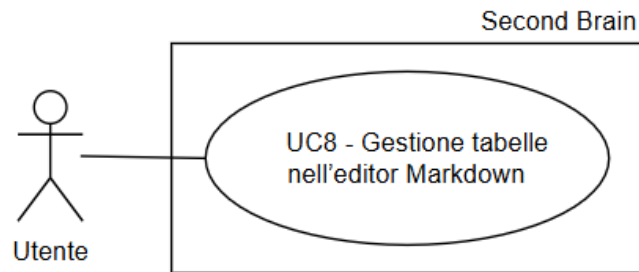 Second Brain
UC8 - Gestione tabelle
nell'editor Markdown
Utente